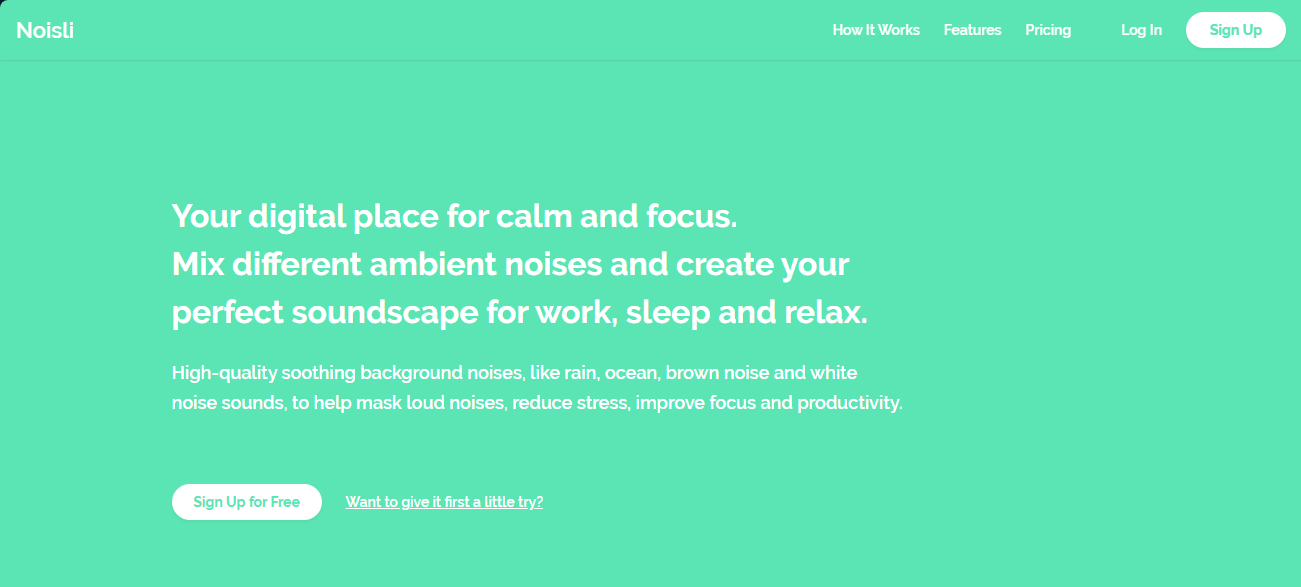 Noisli
How It Works
Features
Pricing
Log In
Sign Up
Your digital place for calm and focus.
Mix different ambient noises and create your
perfect soundscape for work, sleep and relax.
High-quality soothing background noises, like rain, ocean, brown noise and white
noise sounds, to help mask loud noises, reduce stress, improve focus and productivity.
Sign Up for Free
Want to give it first a little try?